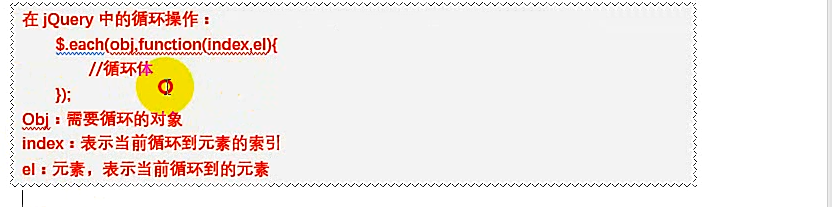 在 jQuery 中的循环操作：
$.each(obj,function(index,el){
//循环体
});
Obj：需要循环的对象
index：表示当前循环到元素的索引
el：元素，表示当前循环到的元素